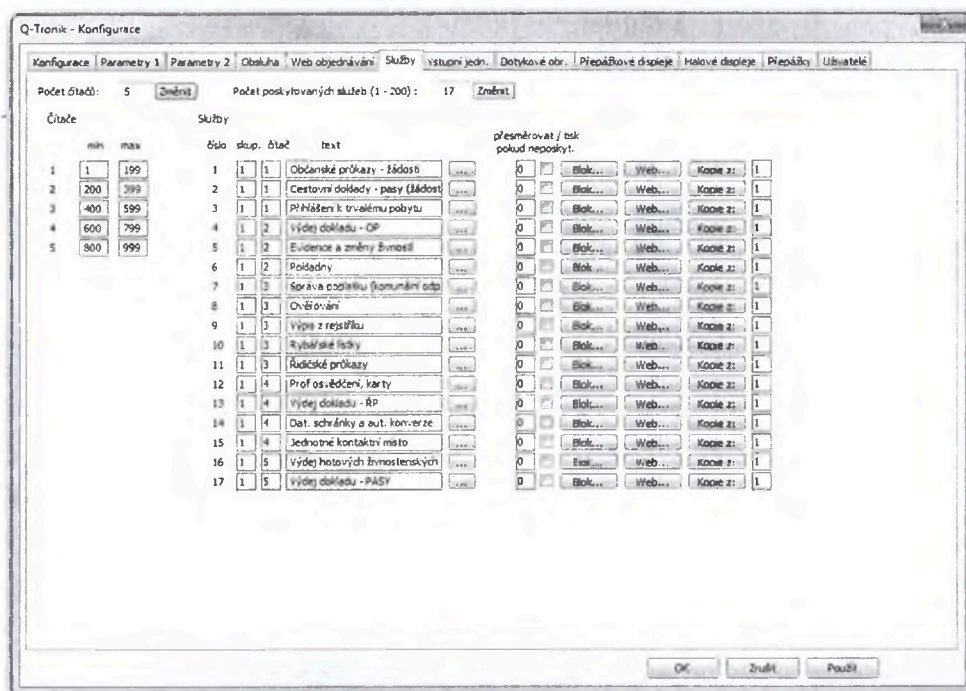 Q-Tronik - Konfigurace
Konfigurace Parametry 1 Parametry 2 Obsluha Web objednávání Služby Vstupní jedn. Dotykové obr. Přepážkové displeje Halové displeje Přepážky Uživatelé
Počet čítačů: 5 Změnit Počet poskytovaných služeb (1 - 200) : 17 Změnit
Čítače Služby
min max číslo skup. čítač text přesměrovat / tisk
pokud neposkyt.
1 1 199 1 1 1 Občanské průkazy - žádosti ... 0 Blok... Web... Kopie z: 1
2 200 399 2 1 1 Cestovní doklady - pasy (žádost ... 0 Blok... Web... Kopie z: 1
3 400 599 3 1 1 Přihlášení k trvalému pobytu ... 0 Blok... Web... Kopie z: 1
4 600 799 4 1 2 Výdej dokladu - OP ... 0 Blok... Web... Kopie z: 1
5 800 999 5 1 2 Evidence a změny živností ... 0 Blok... Web... Kopie z: 1
6 1 2 Pokladny ... 0 Blok... Web... Kopie z: 1
7 1 3 Správa poplatku (komunální odp ... 0 Blok... Web... Kopie z: 1
8 1 3 Ověřování ... 0 Blok... Web... Kopie z: 1
9 1 3 Výpis z rejstříku ... 0 Blok... Web... Kopie z: 1
10 1 3 Rybářské lístky ... 0 Blok... Web... Kopie z: 1
11 1 3 Řidičské průkazy ... 0 Blok... Web... Kopie z: 1
12 1 4 Prof osvědčení, karty ... 0 Blok... Web... Kopie z: 1
13 1 4 Výdej dokladu - ŘP ... 0 Blok... Web... Kopie z: 1
14 1 4 Dat. schránky a aut. konverze ... 0 Blok... Web... Kopie z: 1
15 1 4 Jednotné kontaktní místo ... 0 Blok... Web... Kopie z: 1
16 1 5 Výdej hotových živnostenských ... 0 Blok... Web... Kopie z: 1
17 1 5 Výdej dokladu - PASY ... 0 Blok... Web... Kopie z: 1
OK Zrušit Použít